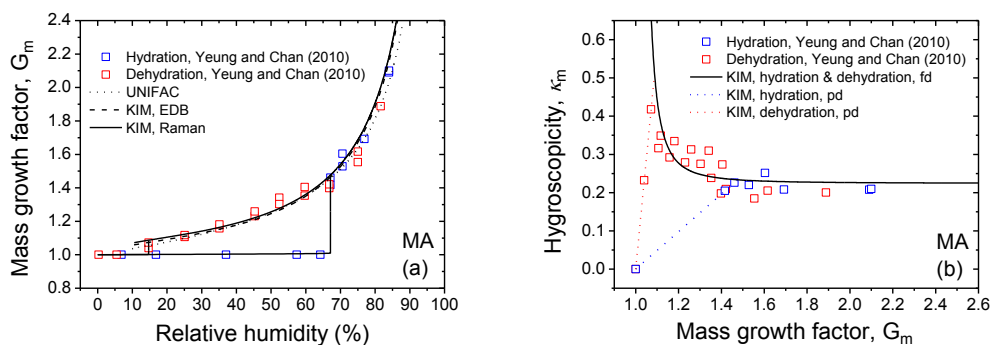 2.4
2.2
2.0
1.8
1.6
1.4
1.2
1.0
0.8
Mass growth factor, Gm
Hydration, Yeung and Chan (2010)
Dehydration, Yeung and Chan (2010)
UNIFAC
KIM, EDB
KIM, Raman
MA
(a)
0 10 20 30 40 50 60 70 80 90 100
Relative humidity (%)
0.6
0.5
0.4
0.3
0.2
0.1
0.0
Hygroscopicity, κm
Hydration, Yeung and Chan (2010)
Dehydration, Yeung and Chan (2010)
KIM, hydration & dehydration, fd
KIM, hydration, pd
KIM, dehydration, pd
MA
(b)
1.0 1.2 1.4 1.6 1.8 2.0 2.2 2.4 2.6
Mass growth factor, Gm